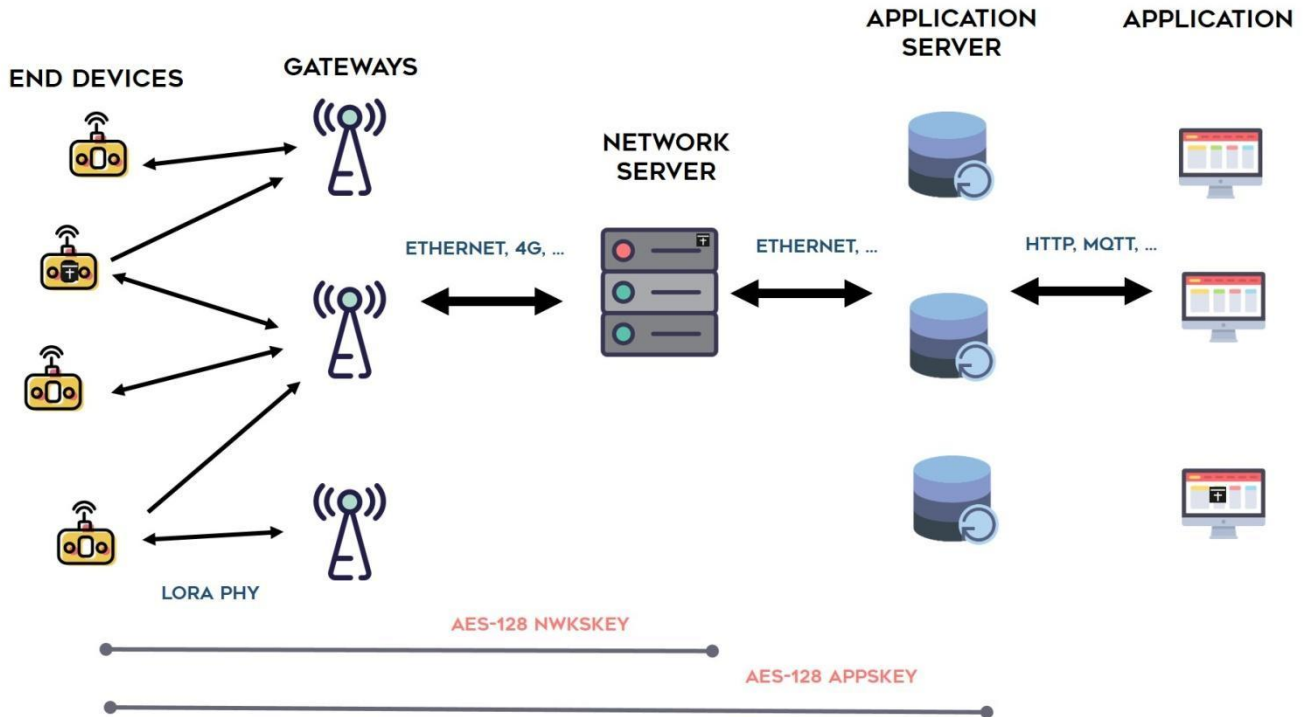 APPLICATION
SERVER
APPLICATION
GATEWAYS
END DEVICES
NETWORK
SERVER
ETHERNET, 4G, ...
ETHERNET, ...
HTTP, MQTT, ...
LORA PHY
AES-128 NWKSKEY
AES-128 APPSKEY